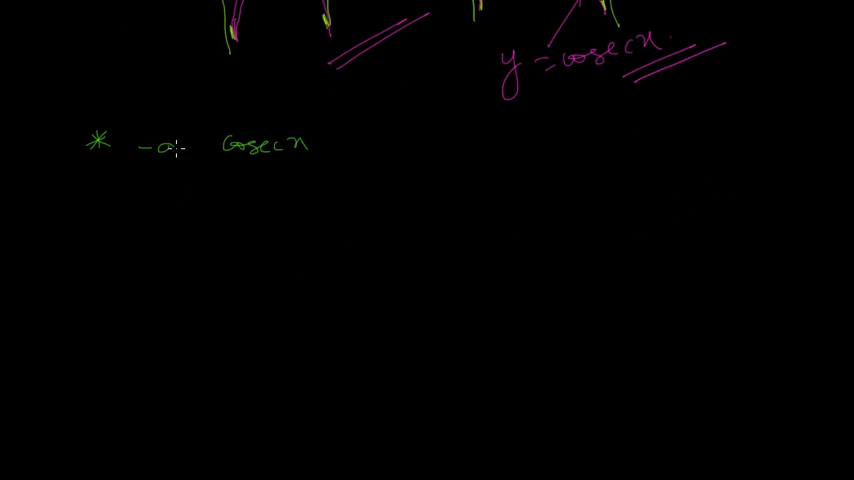 y = cosec x.
* - cosec x